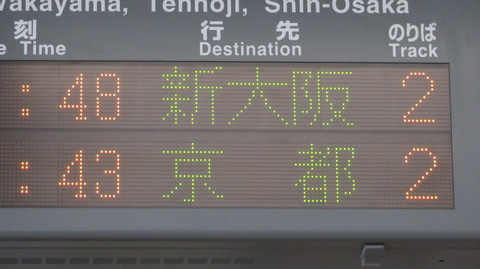 Wakayama, Tennoji, Shin-Osaka
刻 行先 のりば
Time Destination Track
:48 新大阪 2
:43 京都 2